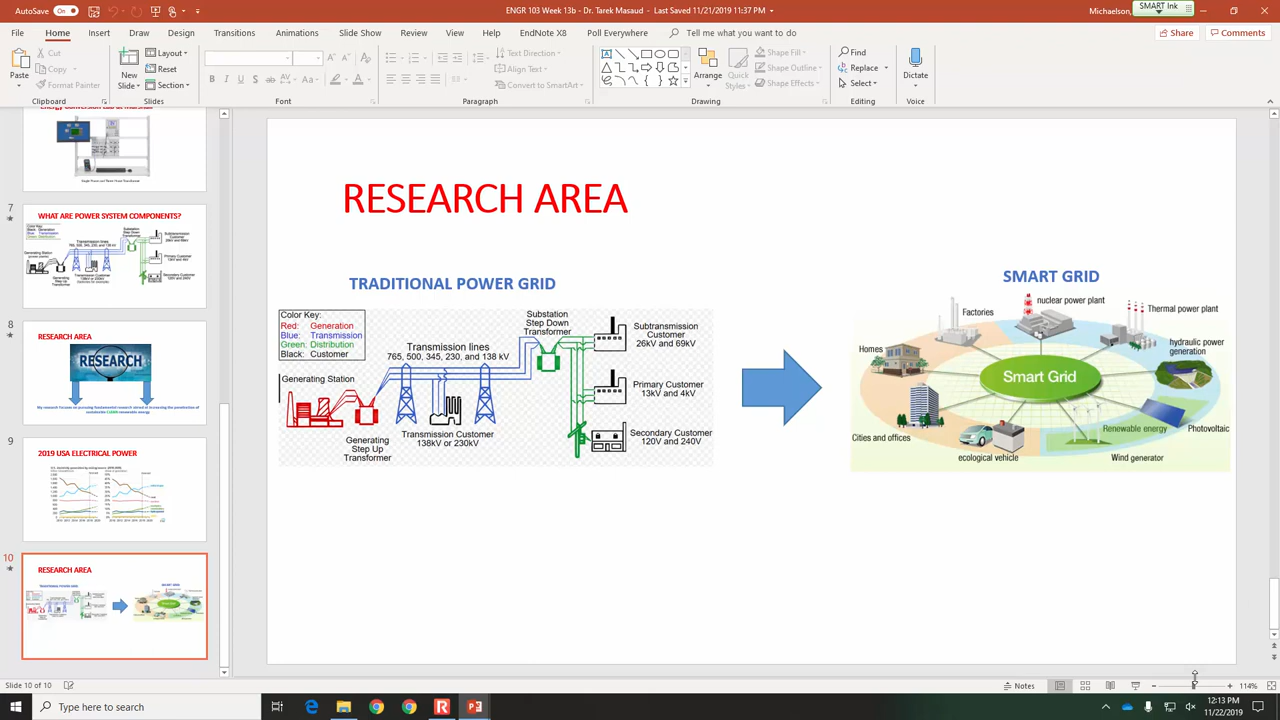 AutoSave On
ENGR 103 Week 13b - Dr. Tarek Masaud - Last Saved 11/21/2019 11:37 PM
Michaelson,
SMART Ink
File Home Insert Draw Design Transitions Animations Slide Show Review View Help EndNote X8 Poll Everywhere Tell me what you want to do Share Comments
Paste
Cut
Copy
Format Painter
Clipboard
New Slide
Layout
Reset
Section
Slides
Font
Text Direction
Align Text
Convert to SmartArt
Paragraph
Arrange
Quick Styles
Shape Fill
Shape Outline
Shape Effects
Drawing
Find
Replace
Select
Editing
Dictate
Voice
7
WHAT ARE POWER SYSTEM COMPONENTS?
8
RESEARCH AREA
RESEARCH
9
2019 USA ELECTRICAL POWER
10
RESEARCH AREA
RESEARCH AREA
TRADITIONAL POWER GRID
Color Key:
Red: Generation
Blue: Transmission
Green: Distribution
Black: Customer
Generating Station
Generating
Step Up
Transformer
Transmission lines
765, 500, 345, 230, and 138 kV
Transmission Customer
138kV or 230kV
Substation
Step Down
Transformer
Subtransmission
Customer
26kV and 69kV
Primary Customer
13kV and 4kV
Secondary Customer
120V and 240V
SMART GRID
nuclear power plant
Factories
Thermal power plant
Homes
hydraulic power
generation
Smart Grid
Cities and offices
ecological vehicle
Renewable energy
Photovoltaic
Wind generator
Slide 10 of 10
Notes
114%
Type here to search
12:13 PM
11/22/2019